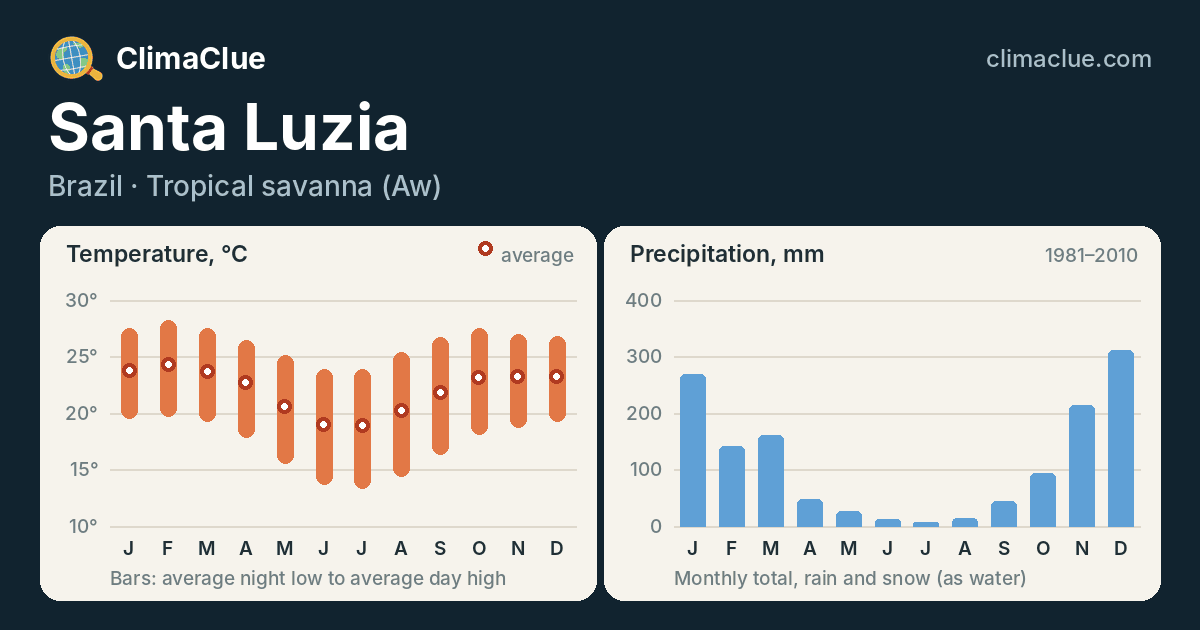 ClimaClue
climaclue.com
Santa Luzia
Brazil · Tropical savanna (Aw)
Temperature, °C
average
30°
25°
20°
15°
10°
J F M A M J J A S O N D
Bars: average night low to average day high
Precipitation, mm
1981–2010
400
300
200
100
0
J F M A M J J A S O N D
Monthly total, rain and snow (as water)